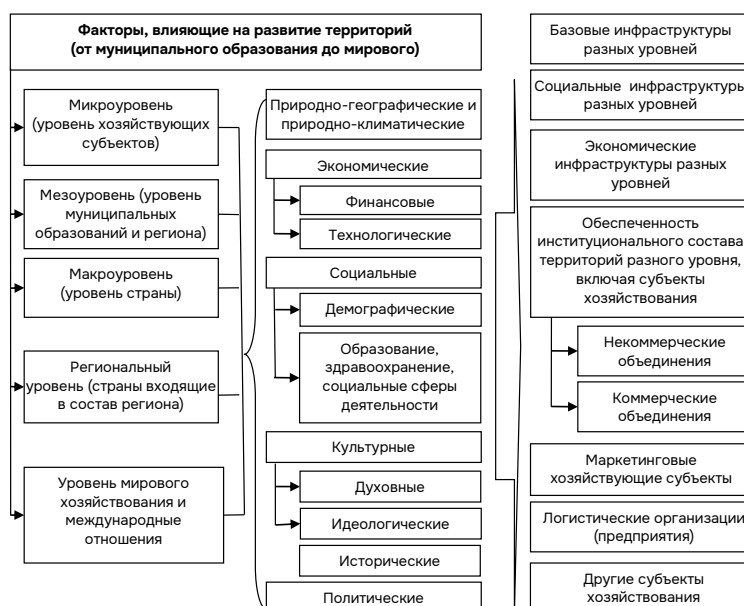 Факторы, влияющие на развитие территорий
(от муниципального образования до мирового)
Микроуровень
(уровень хозяйствующих
субъектов)
Мезоуровень (уровень
муниципальных
образований и региона)
Макроуровень
(уровень страны)
Региональный
уровень (страны входящие
в состав региона)
Уровень мирового
хозяйствования и
международные
отношения
Природно-географические и
природно-климатические
Экономические
Финансовые
Технологические
Социальные
Демографические
Образование,
здравоохранение,
социальные сферы
деятельности
Культурные
Духовные
Идеологические
Исторические
Политические
Базовые инфраструктуры
разных уровней
Социальные инфраструктуры
разных уровней
Экономические
инфраструктуры разных
уровней
Обеспеченность
институционального состава
территорий разного уровня,
включая субъекты
хозяйствования
Некоммерческие
объединения
Коммерческие
объединения
Маркетинговые
хозяйствующие субъекты
Логистические организации
(предприятия)
Другие субъекты
хозяйствования